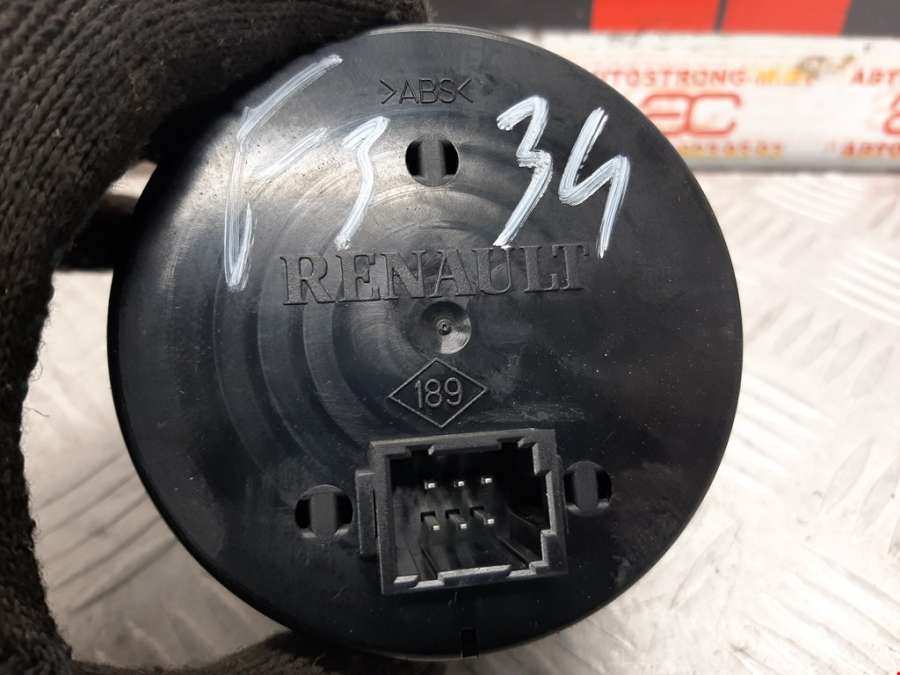 >ABS<
F3 34
RENAULT
189